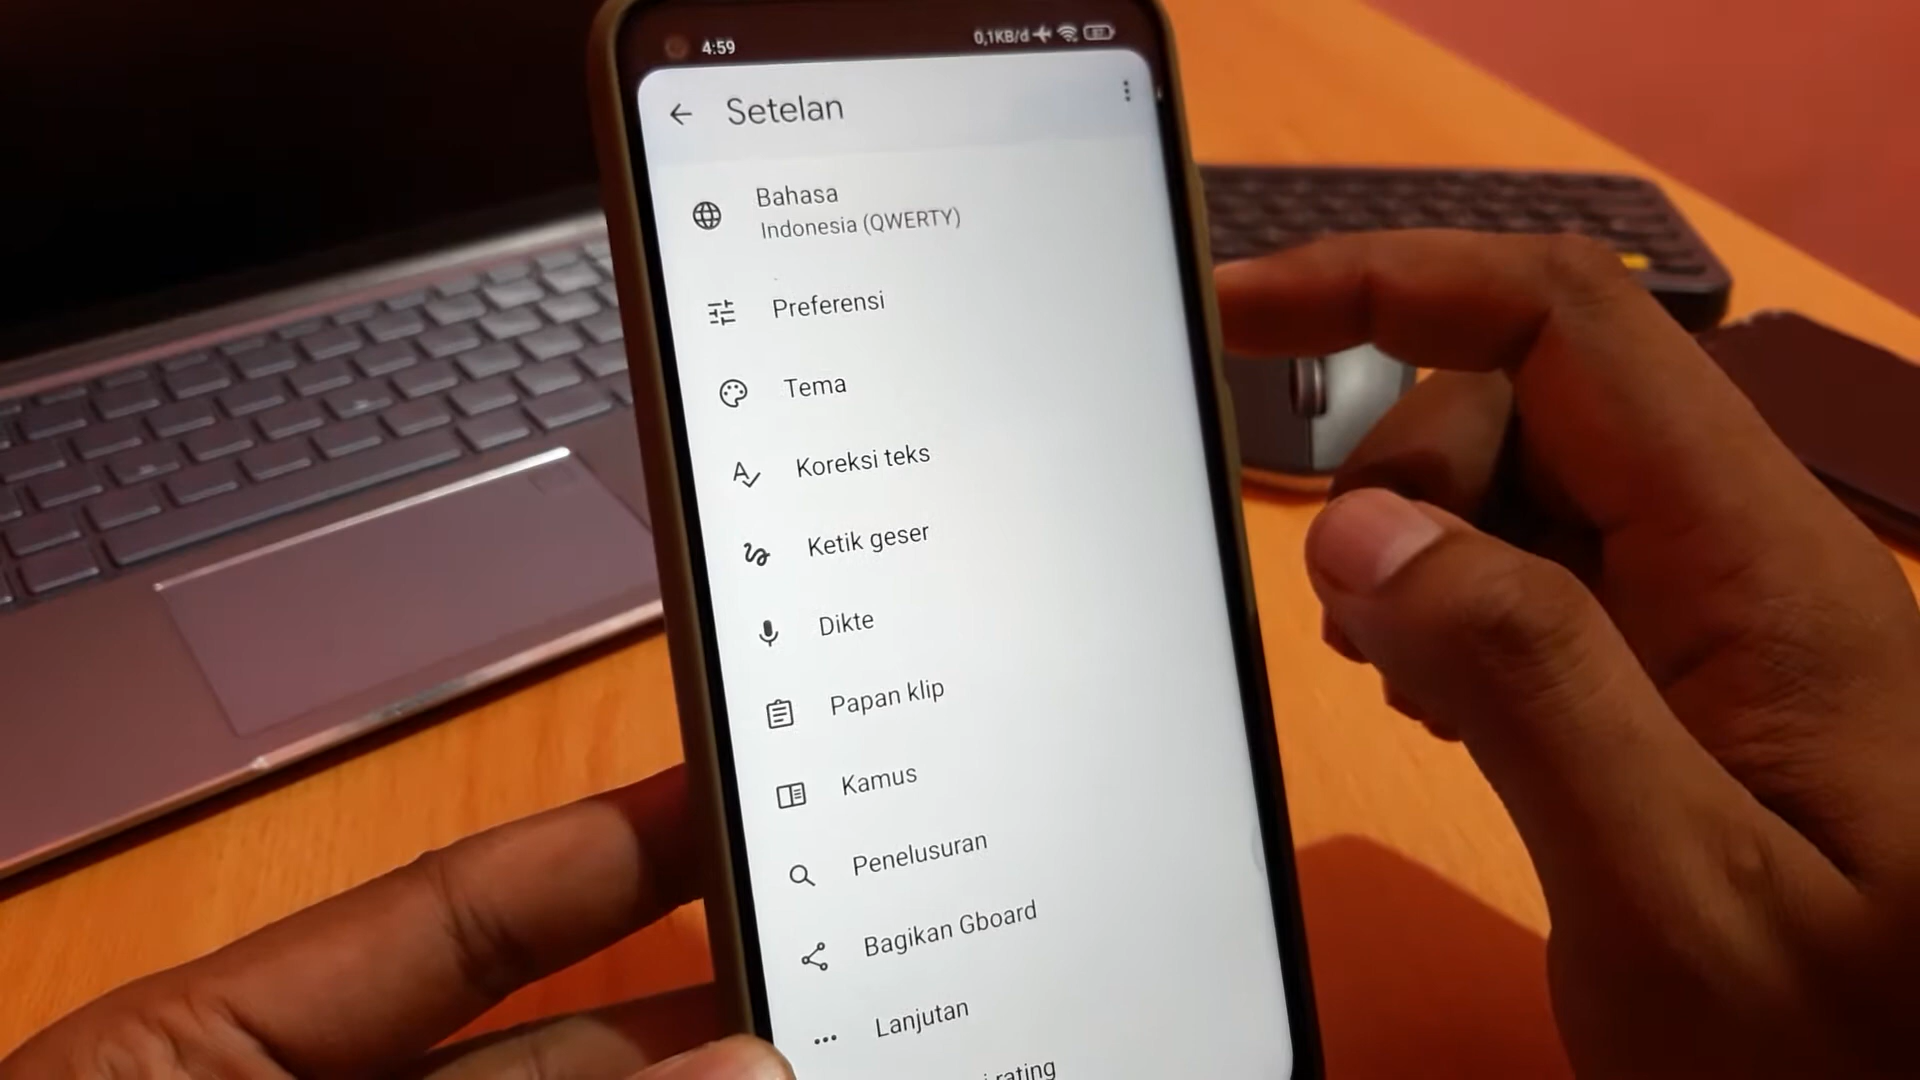 4:59
0,1KB/d
Setelan
Bahasa
Indonesia (QWERTY)
Preferensi
Tema
Koreksi teks
Ketik geser
Dikte
Papan klip
Kamus
Penelusuran
Bagikan Gboard
Lanjutan
rating